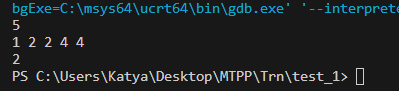 bgExe=C:\msys64\ucrt64\bin\gdb.exe' '--interprete
5
1 2 2 4 4
2
PS C:\Users\Katya\Desktop\MTPP\Trn\test_1>